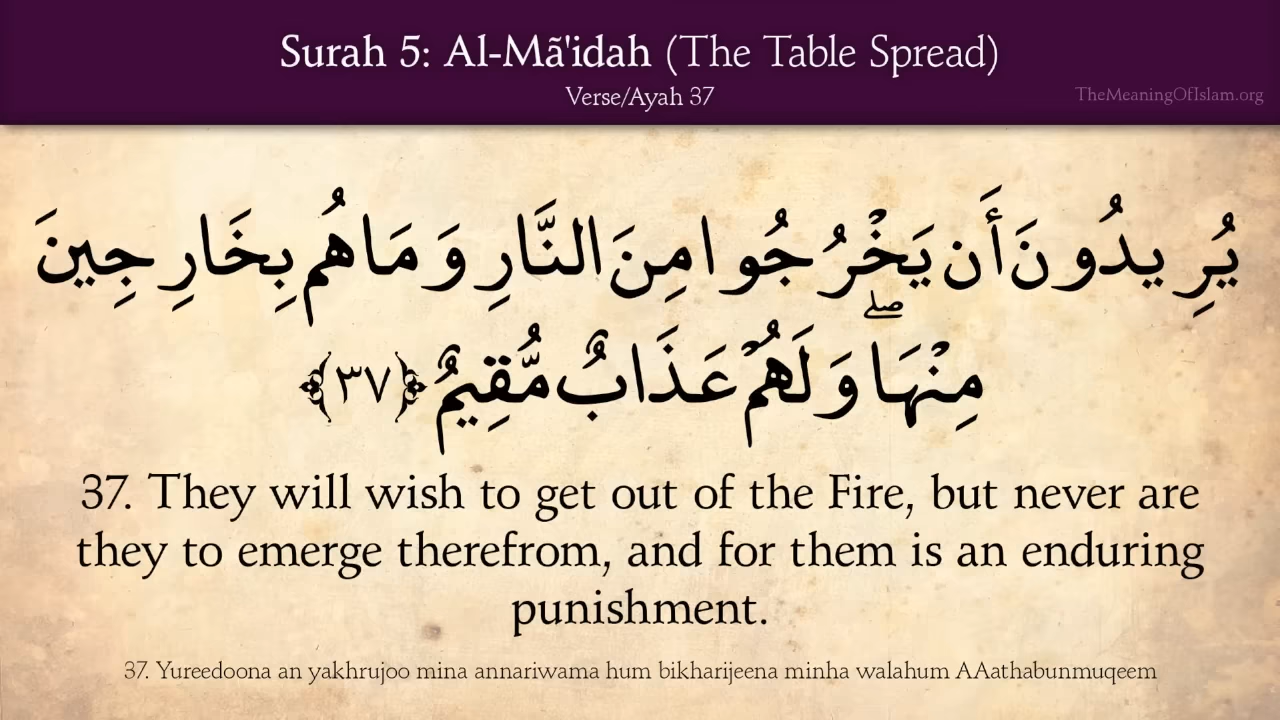 Surah 5: Al-Mã'idah (The Table Spread)
Verse/Ayah 37
TheMeaningOfIslam.org
يُرِيدُونَ أَن يَخْرُجُوا مِنَ النَّارِ وَمَا هُم بِخَارِجِينَ
مِنْهَا ۖ وَلَهُمْ عَذَابٌ مُّقِيمٌ ﴿٣٧﴾
37. They will wish to get out of the Fire, but never are
they to emerge therefrom, and for them is an enduring
punishment.
37. Yureedoona an yakhrujoo mina annariwama hum bikharijeena minha walahum AAathabunmuqeem